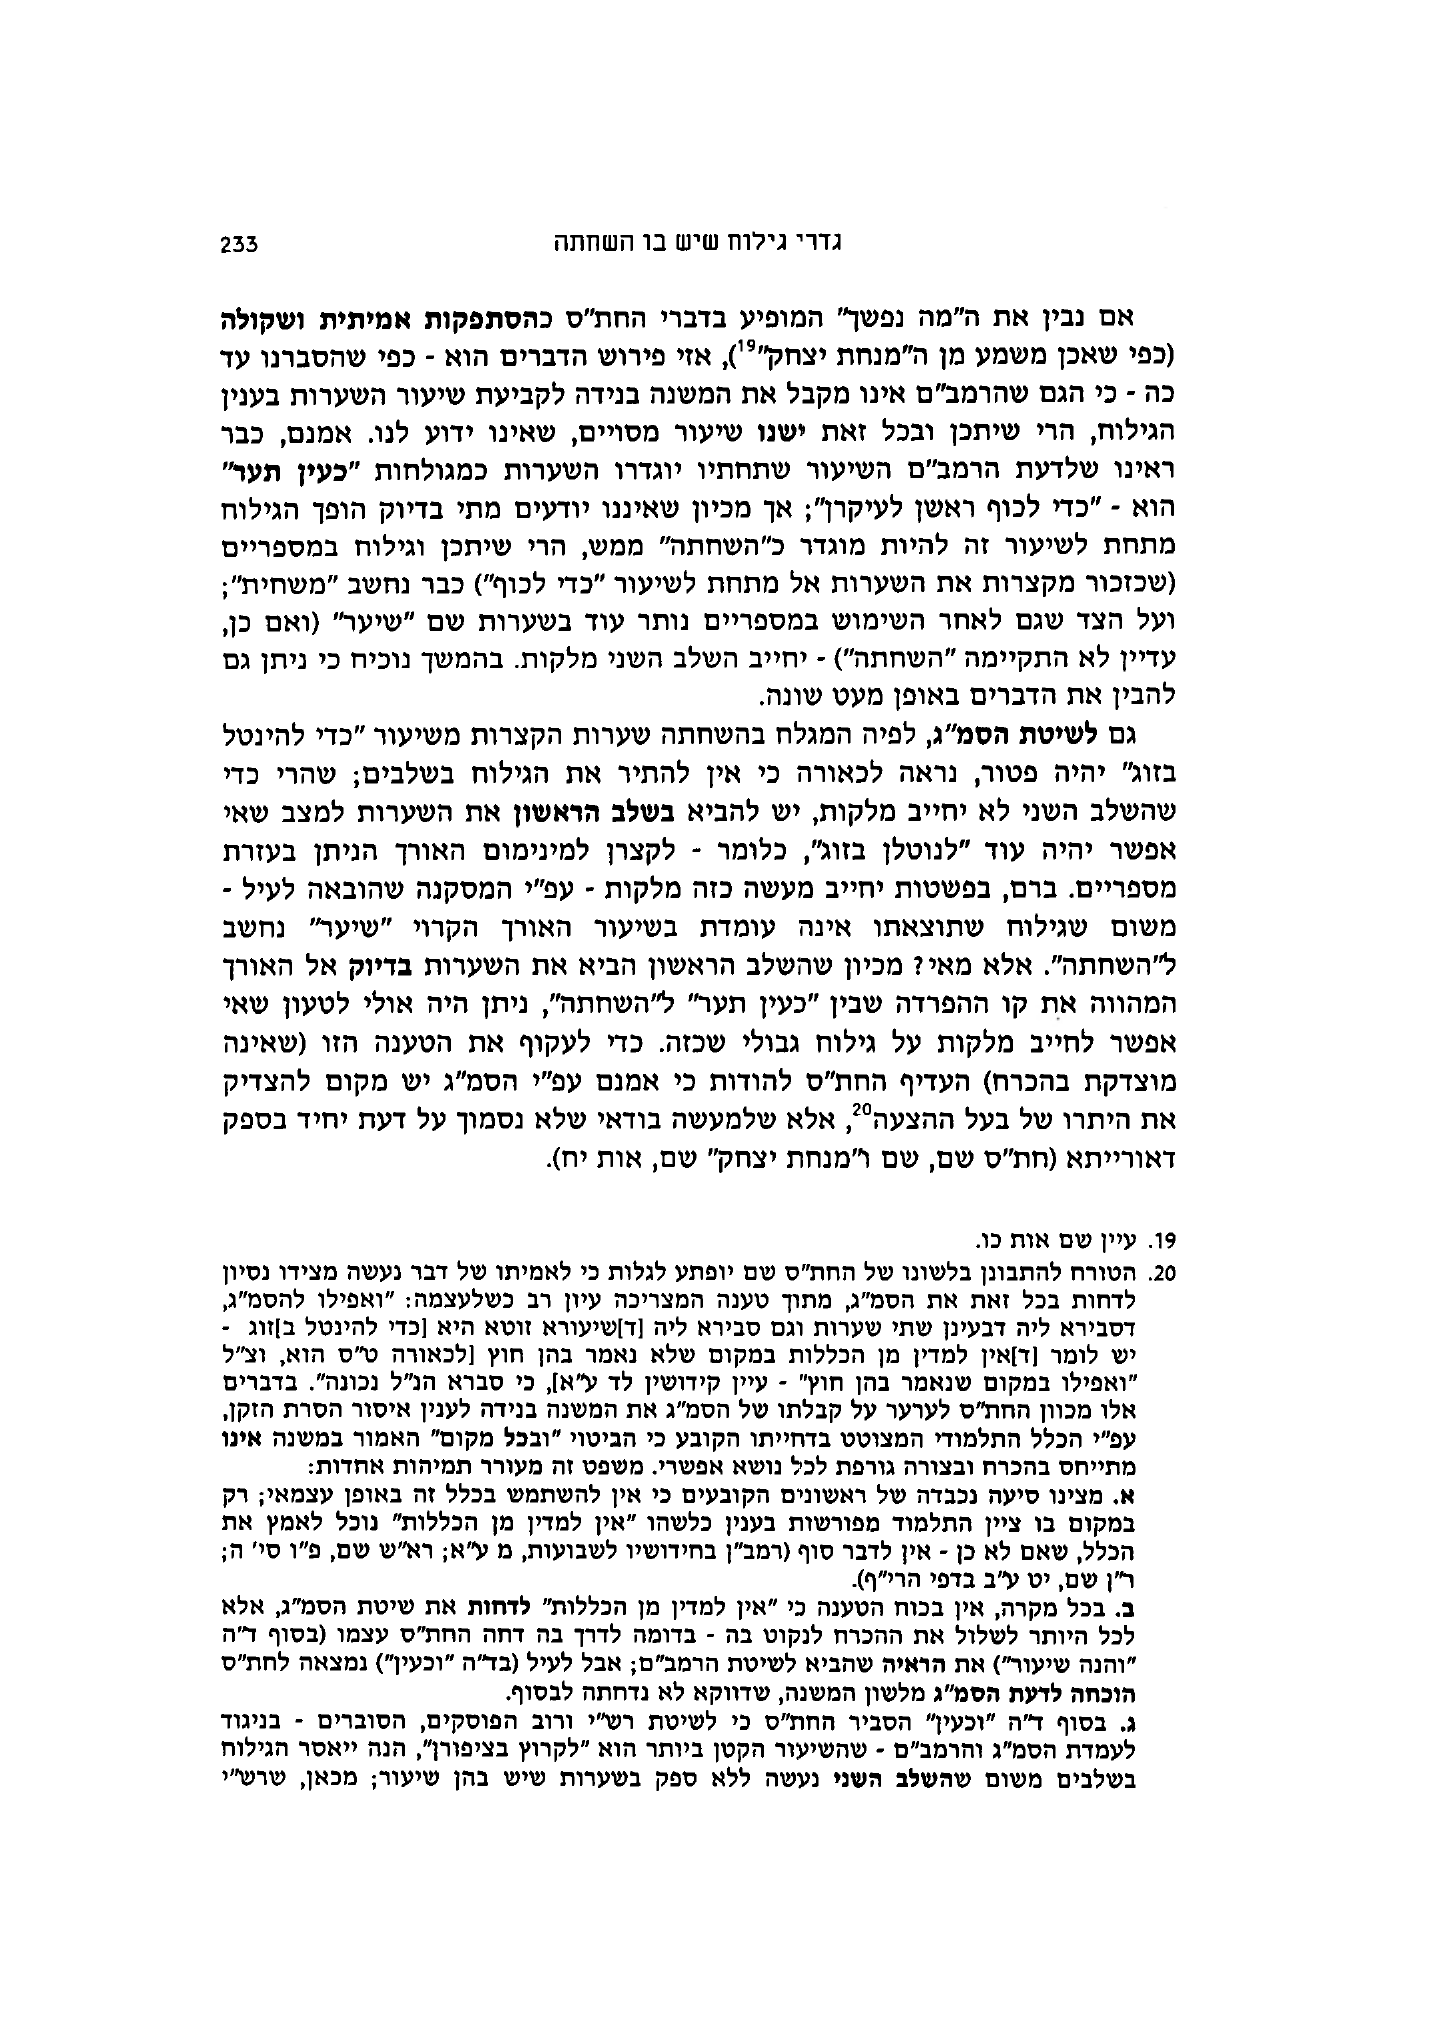 גדרי גילוח שיש בו השחתה
233
אם נבין את ה"מה נפשך" המופיע בדברי החת"ס כהסתפקות אמיתית ושקולה
(כפי שאכן משמע מן ה"מנחת יצחק"19), אזי פירוש הדברים הוא - כפי שהסברנו עד
כה - כי הגם שהרמב"ם אינו מקבל את המשנה בנידה לקביעת שיעור השערות בענין
הגילוח, הרי שיתכן ובכל זאת ישנו שיעור מסויים, שאינו ידוע לנו. אמנם, כבר
ראינו שלדעת הרמב"ם השיעור שתחתיו יוגדרו השערות כמגולחות "כעין תער"
הוא - "כדי לכוף ראשן לעיקרן"; אך מכיון שאיננו יודעים מתי בדיוק הופך הגילוח
מתחת לשיעור זה להיות מוגדר כ"השחתה" ממש, הרי שיתכן וגילוח במספריים
(שכזכור מקצרות את השערות אל מתחת לשיעור "כדי לכוף") כבר נחשב "משחית";
ועל הצד שגם לאחר השימוש במספריים נותר עוד בשערות שם "שיער" (ואם כן,
עדיין לא התקיימה "השחתה") - יחייב השלב השני מלקות. בהמשך נוכיח כי ניתן גם
להבין את הדברים באופן מעט שונה.
גם לשיטת הסמ"ג, לפיה המגלח בהשחתה שערות הקצרות משיעור "כדי להינטל
בזוג" יהיה פטור, נראה לכאורה כי אין להתיר את הגילוח בשלבים; שהרי כדי
שהשלב השני לא יחייב מלקות, יש להביא בשלב הראשון את השערות למצב שאי
אפשר יהיה עוד "לנוטלן בזוג", כלומר - לקצרן למינימום האורך הניתן בעזרת
מספריים. ברם, בפשטות יחייב מעשה כזה מלקות - עפ"י המסקנה שהובאה לעיל -
משום שגילוח שתוצאתו אינה עומדת בשיעור האורך הקרוי "שיער" נחשב
ל"השחתה". אלא מאי? מכיון שהשלב הראשון הביא את השערות בדיוק אל האורך
המהווה את קו ההפרדה שבין "כעין תער" ל"השחתה", ניתן היה אולי לטעון שאי
אפשר לחייב מלקות על גילוח גבולי שכזה. כדי לעקוף את הטענה הזו (שאינה
מוצדקת בהכרח) העדיף החת"ס להודות כי אמנם עפ"י הסמ"ג יש מקום להצדיק
את היתרו של בעל ההצעה20, אלא שלמעשה בודאי שלא נסמוך על דעת יחיד בספק
דאורייתא (חת"ס שם, שם ו"מנחת יצחק" שם, אות יח).
19. עיין שם אות כו.
20. הטורח להתבונן בלשונו של החת"ס שם יופתע לגלות כי לאמיתו של דבר נעשה מצידו נסיון
לדחות בכל זאת את הסמ"ג, מתוך טענה המצריכה עיון רב כשלעצמה: "ואפילו להסמ"ג,
דסבירא ליה דבעינן שתי שערות וגם סבירא ליה [ד]שיעורא זוטא היא [כדי להינטל ב]זוג -
יש לומר [ד]אין למדין מן הכללות במקום שלא נאמר בהן חוץ [לכאורה ט"ס הוא, וצ"ל
"ואפילו במקום שנאמר בהן חוץ" - עיין קידושין לד ע"א], כי סברא הנ"ל נכונה". בדברים
אלו מכוון החת"ס לערער על קבלתו של הסמ"ג את המשנה בנידה לענין איסור הסרת הזקן,
עפ"י הכלל התלמודי המצוטט בדחייתו הקובע כי הביטוי "ובכל מקום" האמור במשנה אינו
מתייחס בהכרח ובצורה גורפת לכל נושא אפשרי. משפט זה מעורר תמיהות אחדות:
א. מצינו סיעה נכבדה של ראשונים הקובעים כי אין להשתמש בכלל זה באופן עצמאי; רק
במקום בו ציין התלמוד מפורשות בענין כלשהו "אין למדין מן הכללות" נוכל לאמץ את
הכלל, שאם לא כן - אין לדבר סוף (רמב"ן בחידושיו לשבועות, מ ע"א; רא"ש שם, פ"ו סי' ה;
ר"ן שם, יט ע"ב בדפי הרי"ף).
ב. בכל מקרה, אין בכוח הטענה כי "אין למדין מן הכללות" לדחות את שיטת הסמ"ג, אלא
לכל היותר לשלול את ההכרח לנקוט בה - בדומה לדרך בה דחה החת"ס עצמו (בסוף ד"ה
"והנה שיעור") את הראיה שהביא לשיטת הרמב"ם; אבל לעיל (בד"ה "וכעין") נמצאה לחת"ס
הוכחה לדעת הסמ"ג מלשון המשנה, שדווקא לא נדחתה לבסוף.
ג. בסוף ד"ה "וכעין" הסביר החת"ס כי לשיטת רש"י ורוב הפוסקים, הסוברים - בניגוד
לעמדת הסמ"ג והרמב"ם - שהשיעור הקטן ביותר הוא "לקרוץ בציפורן", הנה ייאסר הגילוח
בשלבים משום שהשלב השני נעשה ללא ספק בשערות שיש בהן שיעור; מכאן, שרש"י